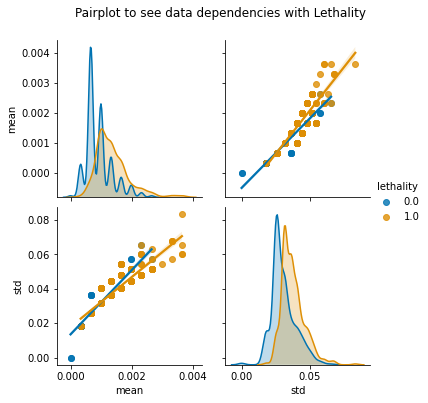 Pairplot to see data dependencies with Lethality
0.004
0.003
0.002
0.001
0.000
mean
lethality
0.0
1.0
0.08
0.06
0.04
0.02
0.00
std
0.000 0.002 0.004
mean
0.00 0.05
std